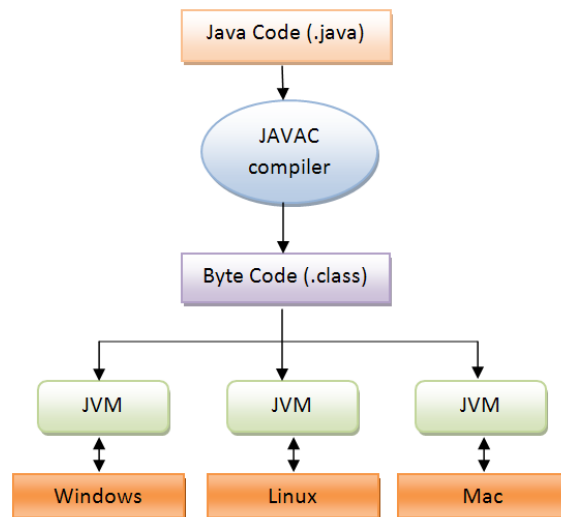 Java Code (.java)
JAVAC
compiler
Byte Code (.class)
JVM
JVM
JVM
Windows
Linux
Mac